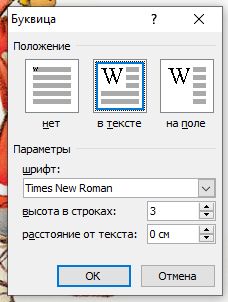 Буквица
?
Положение
W
W
W
нет
в тексте
на поле
Параметры
шрифт:
Times New Roman
высота в строках: 3
расстояние от текста: 0 см
ОК
Отмена